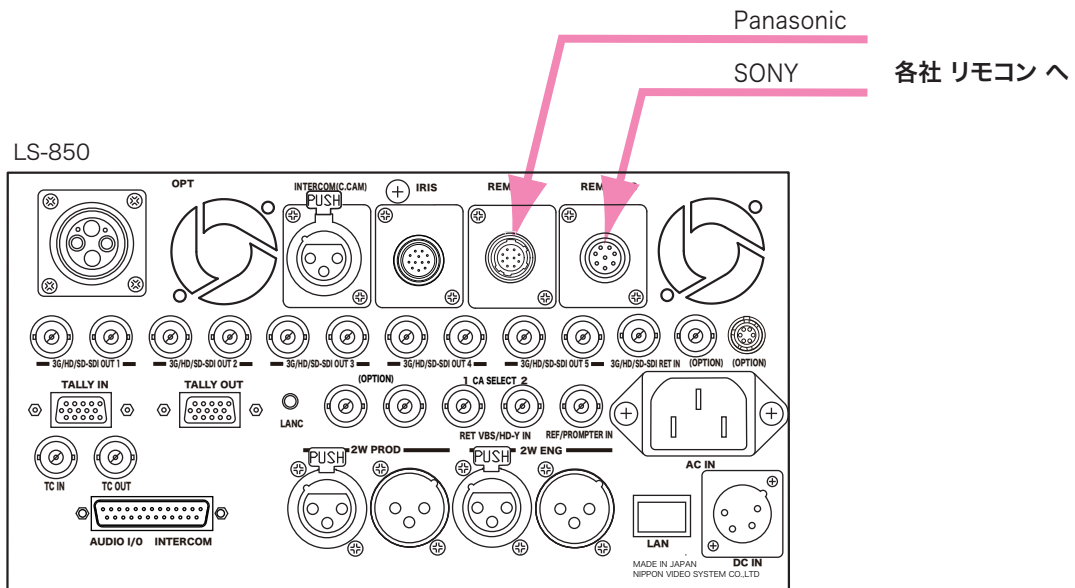 Panasonic
SONY
各社 リモコン へ
LS-850
OPT
INTERCOM(C.CAM)
PUSH
IRIS
3G/HD/SD-SDI OUT 1
3G/HD/SD-SDI OUT 2
3G/HD/SD-SDI OUT 3
3G/HD/SD-SDI OUT 4
3G/HD/SD-SDI OUT 5
3G/HD/SD-SDI RET IN
(OPTION)
(OPTION)
TALLY IN
TALLY OUT
LANC
(OPTION)
1 CA SELECT 2
RET VBS/HD-Y IN
REF/PROMPTER IN
AC IN
TC IN
TC OUT
2W PROD
PUSH
2W ENG
PUSH
AUDIO I/0 INTERCOM
LAN
DC IN
MADE IN JAPAN
NIPPON VIDEO SYSTEM CO.,LTD